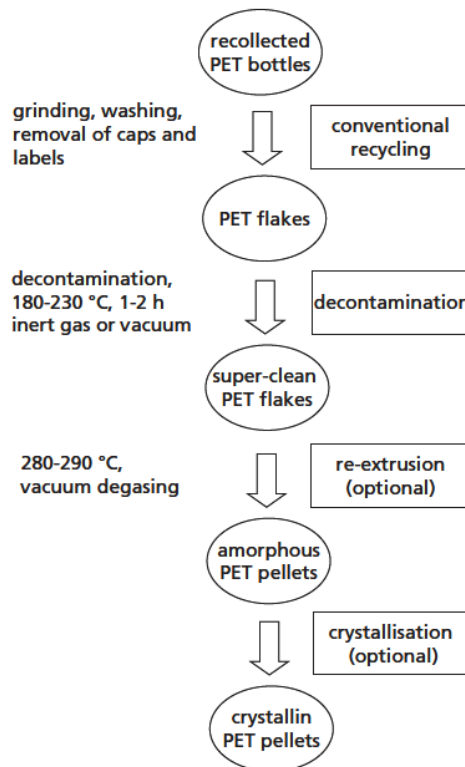 recollected
PET bottles
grinding, washing,
removal of caps and
labels
conventional
recycling
PET flakes
decontamination,
180-230 °C, 1-2 h
inert gas or vacuum
decontamination
super-clean
PET flakes
280-290 °C,
vacuum degasing
re-extrusion
(optional)
amorphous
PET pellets
crystallisation
(optional)
crystallin
PET pellets